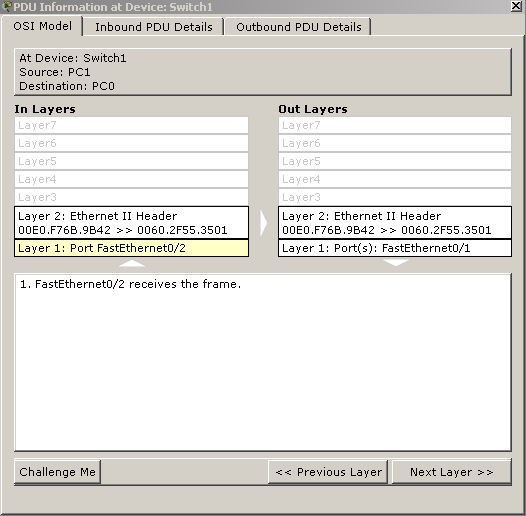 PDU Information at Device: Switch1
OSI Model
Inbound PDU Details
Outbound PDU Details
At Device: Switch1
Source: PC1
Destination: PC0
In Layers
Layer7
Layer6
Layer5
Layer4
Layer3
Layer 2: Ethernet II Header
00E0.F76B.9B42 >> 0060.2F55.3501
Layer 1: Port FastEthernet0/2
Out Layers
Layer7
Layer6
Layer5
Layer4
Layer3
Layer 2: Ethernet II Header
00E0.F76B.9B42 >> 0060.2F55.3501
Layer 1: Port(s): FastEthernet0/1
1. FastEthernet0/2 receives the frame.
Challenge Me
<< Previous Layer
Next Layer >>